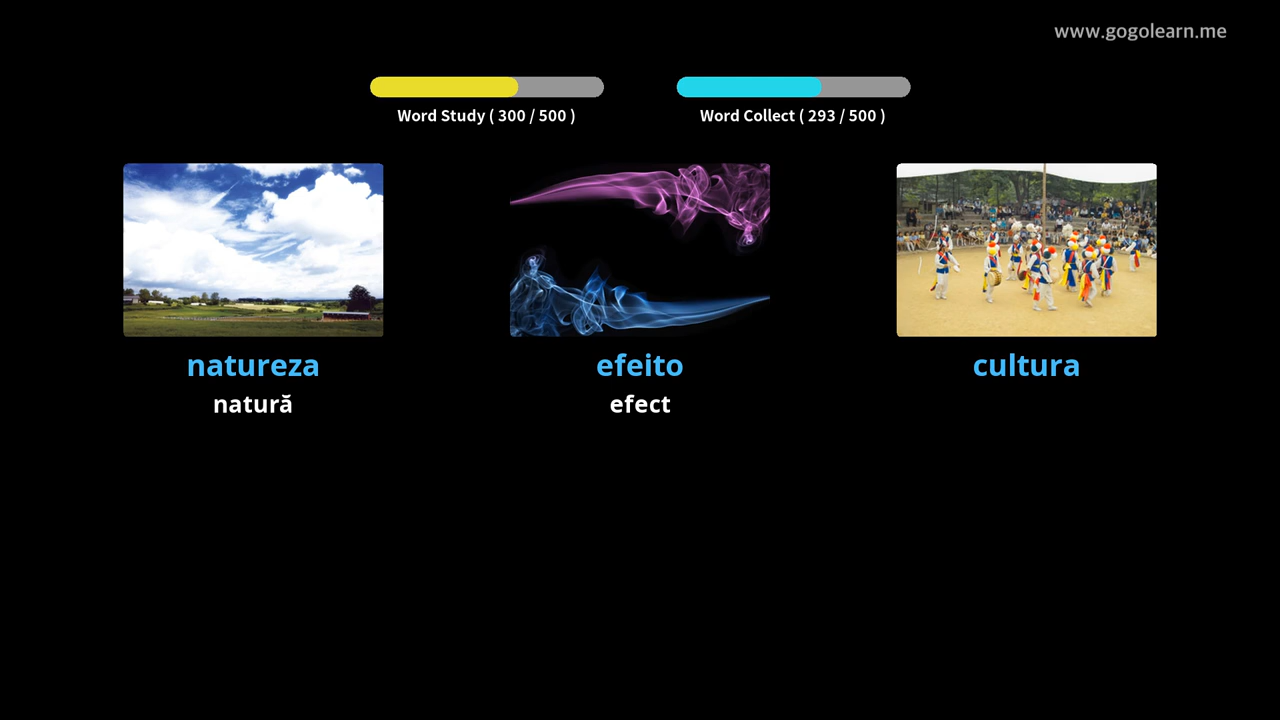 www.gogolearn.me
Word Study ( 300 / 500 )
Word Collect ( 293 / 500 )
natureza
efeito
cultura
natură
efect